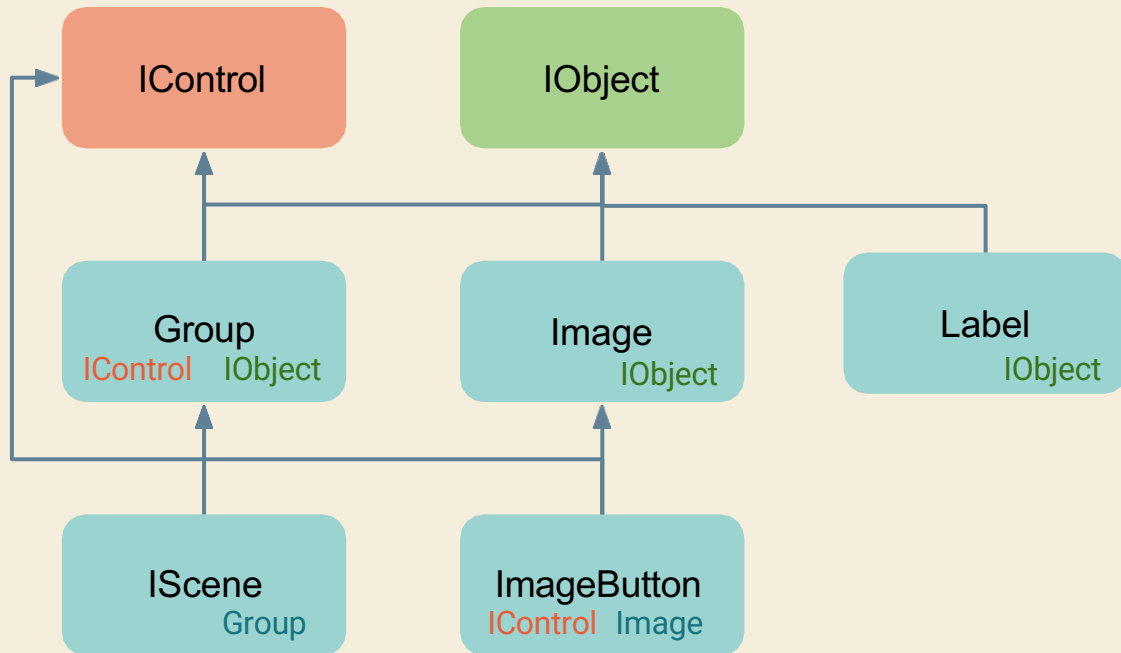 IControl
IObject
Group
IControl IObject
Image
IObject
Label
IObject
IScene
Group
ImageButton
IControl Image